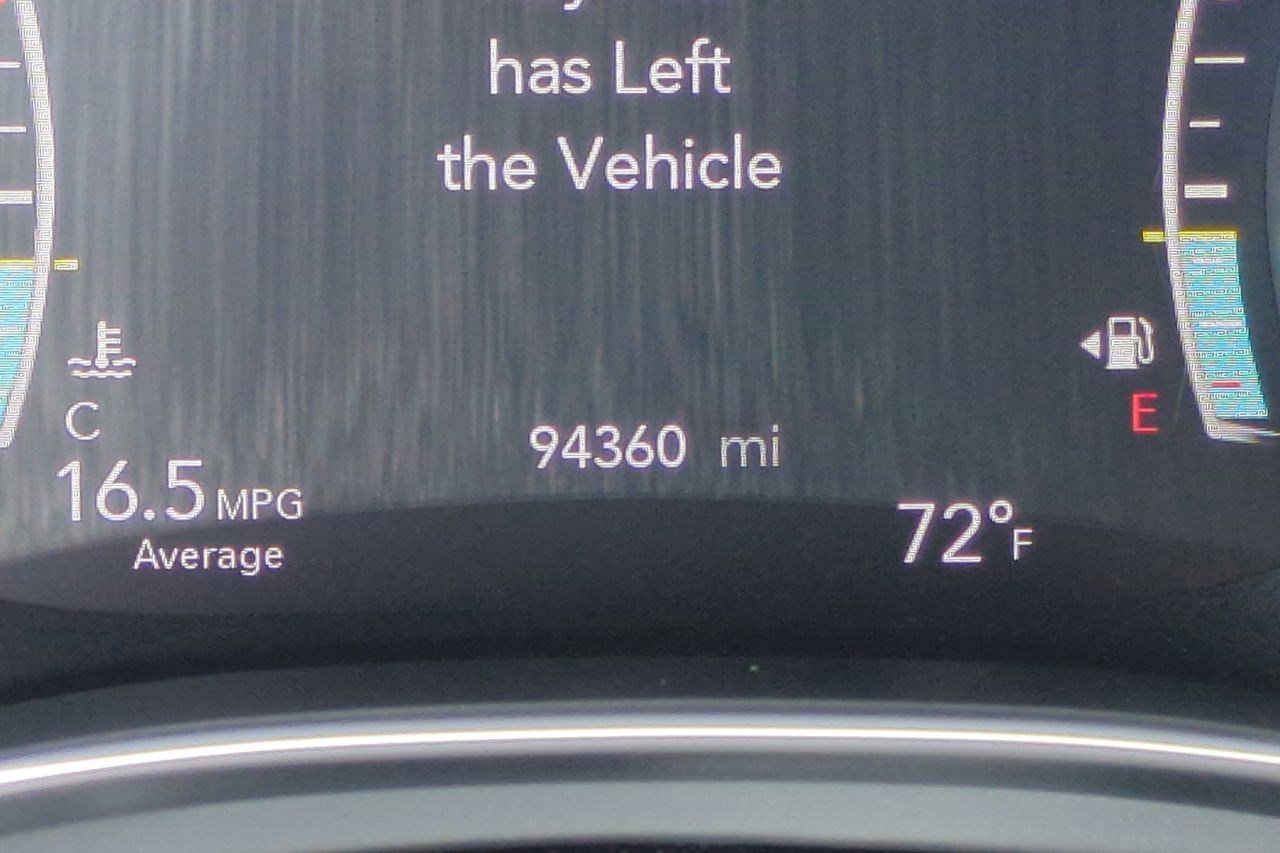 has Left
the Vehicle
C
E
94360 mi
16.5 MPG
Average
72°F